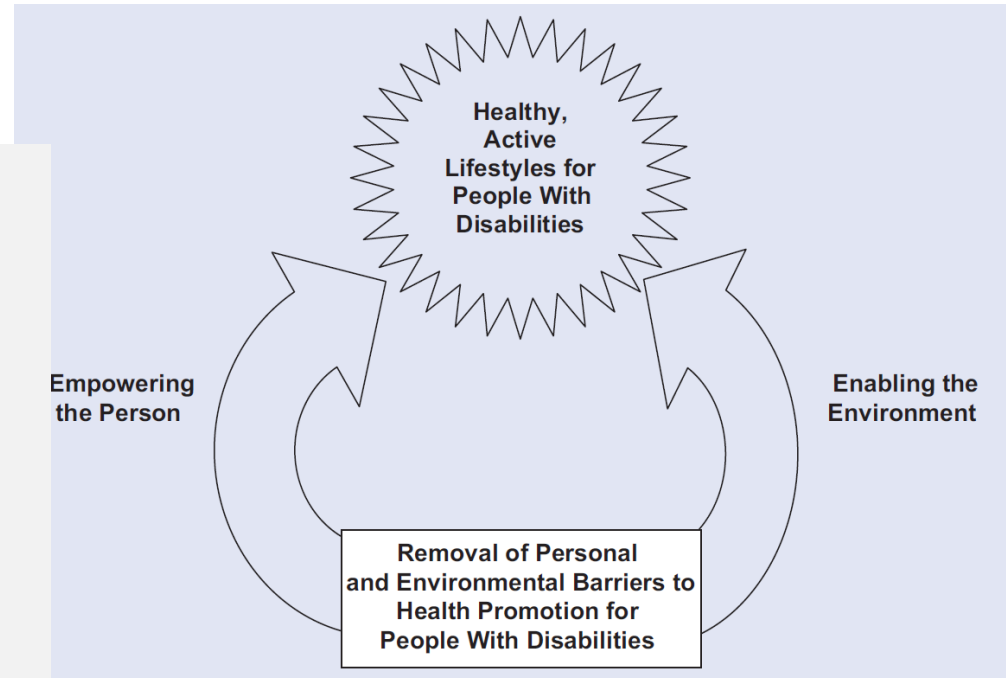 Healthy,
Active
Lifestyles for
People With
Disabilities
Empowering
the Person
Enabling the
Environment
Removal of Personal
and Environmental Barriers to
Health Promotion for
People With Disabilities